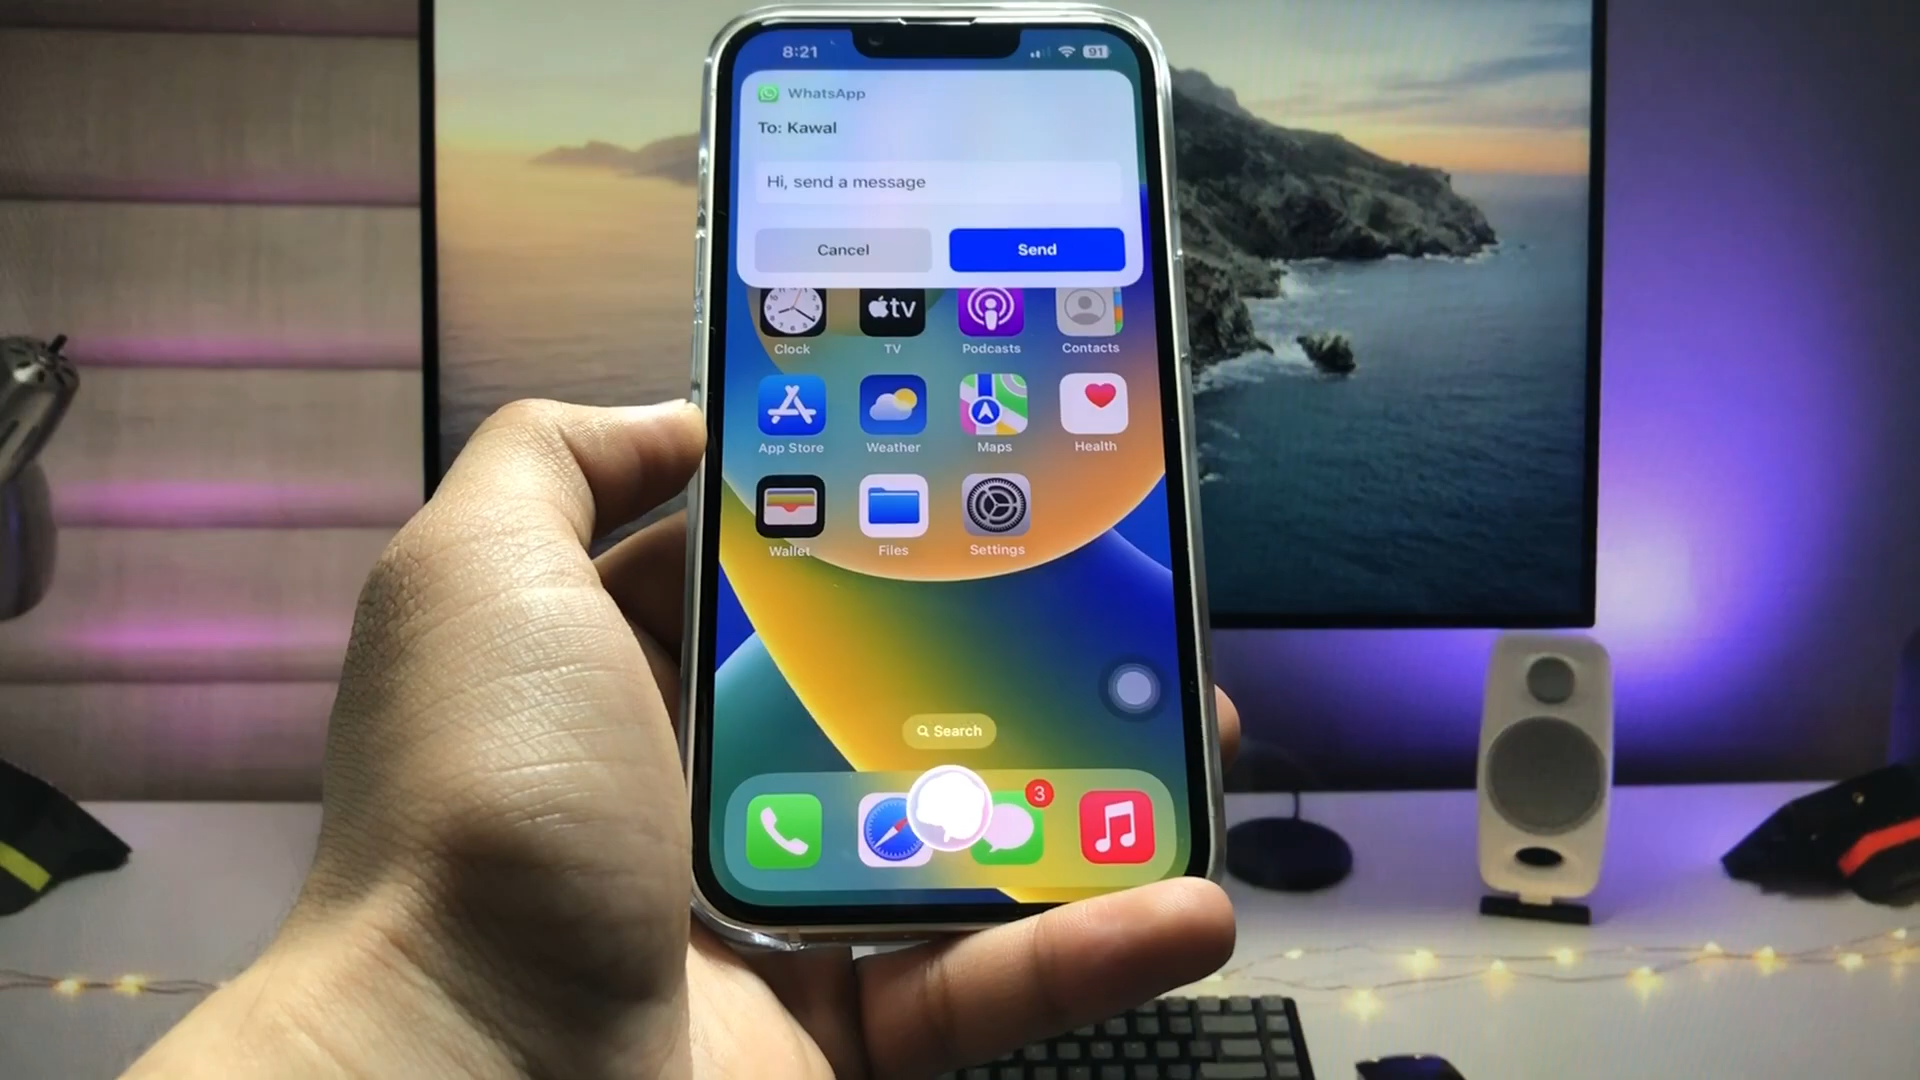 8:21
91
WhatsApp
To: Kawal
Hi, send a message
Cancel
Send
tv
Clock
TV
Podcasts
Contacts
App Store
Weather
Maps
Health
Wallet
Files
Settings
Search
3